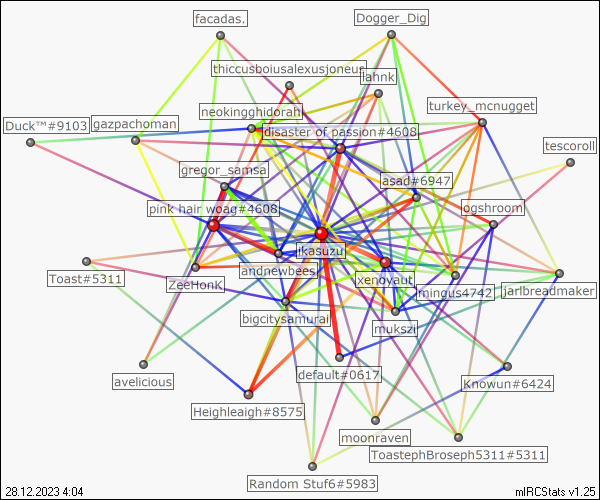 facadas.
Dogger_Dig
thiccusboiusalexusjoneus
lahnk
neokingghidorah
turkey_mcnugget
Duck™#9103
gazpachoman
disaster of passion#4608
tescoroll
gregor_samsa
asad#6947
pink hair woag#4608
ogshroom
ikasuzu
Toast#5311
ZeeHonK
andnewbees
xenovaut
mingus4742
jarlbreadmaker
bigcitysamurai
mukszi
avelicious
default#0617
Knowun#6424
Heighleaigh#8575
moonraven
ToastephBroseph5311#5311
Random Stuf6#5983
28.12.2023 4:04
mIRCStats v1.25